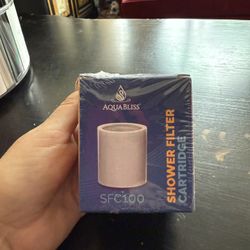 AQUABLISS
SFC100
SHOWER FILTER
CARTRIDGE